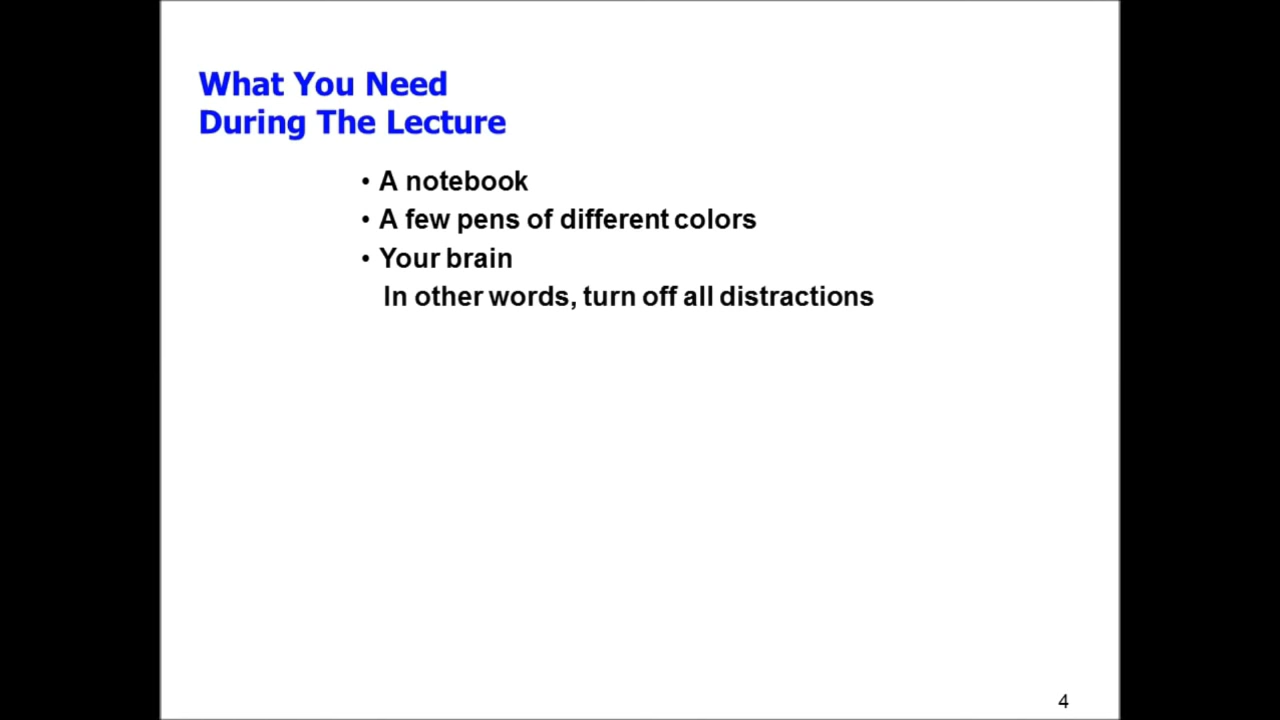 What You Need
During The Lecture
• A notebook
• A few pens of different colors
• Your brain
In other words, turn off all distractions
4